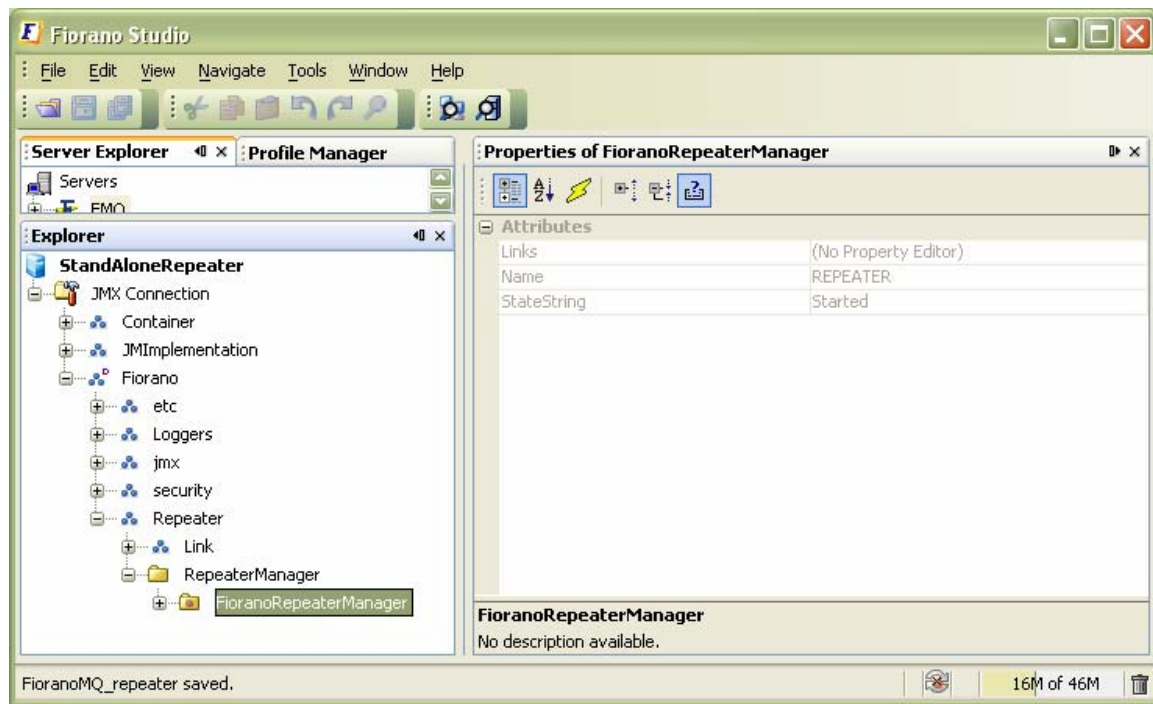 Fiorano Studio
File Edit View Navigate Tools Window Help
Server Explorer Profile Manager
Servers
FMQ
Explorer
StandAloneRepeater
JMX Connection
Container
JMImplementation
Fiorano
etc
Loggers
jmx
security
Repeater
Link
RepeaterManager
FioranoRepeaterManager
Properties of FioranoRepeaterManager
Attributes
Links (No Property Editor)
Name REPEATER
StateString Started
FioranoRepeaterManager
No description available.
FioranoMQ_repeater saved.
16M of 46M